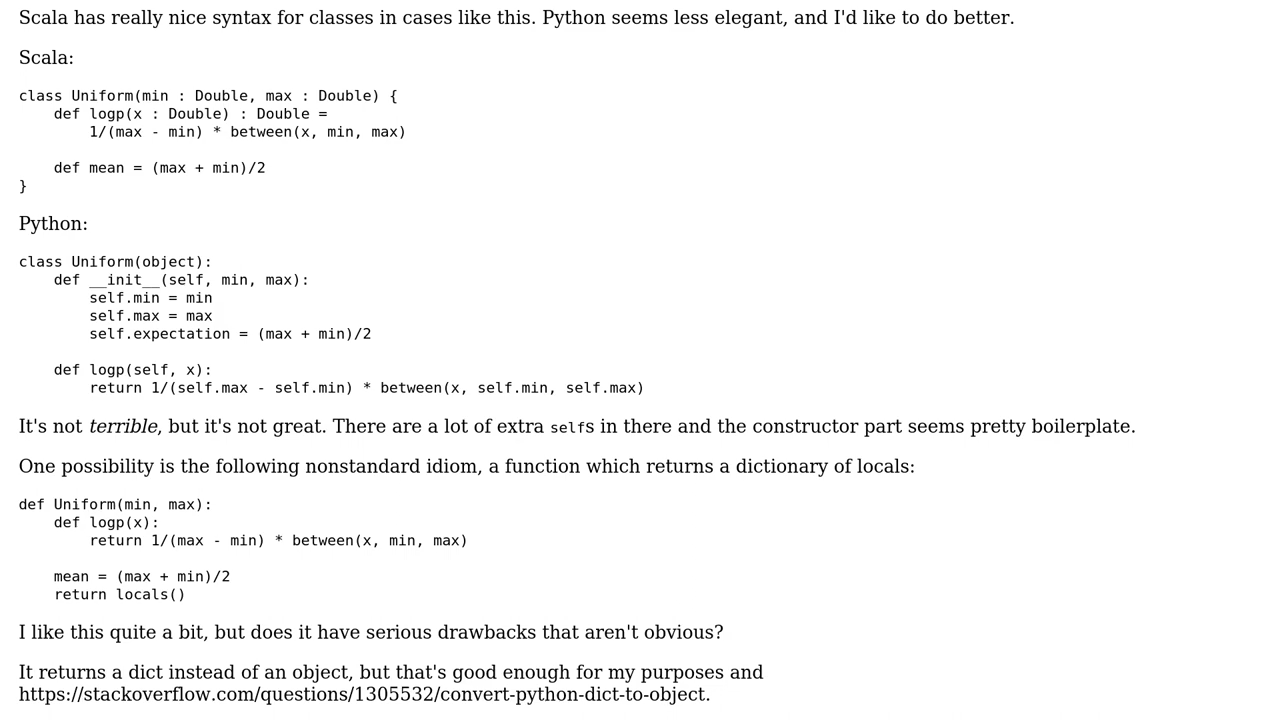 Scala has really nice syntax for classes in cases like this. Python seems less elegant, and I'd like to do better.
Scala:
class Uniform(min : Double, max : Double) {
    def logp(x : Double) : Double =
        1/(max - min) * between(x, min, max)

    def mean = (max + min)/2
}
Python:
class Uniform(object):
    def __init__(self, min, max):
        self.min = min
        self.max = max
        self.expectation = (max + min)/2

    def logp(self, x):
        return 1/(self.max - self.min) * between(x, self.min, self.max)
It's not terrible, but it's not great. There are a lot of extra selfs in there and the constructor part seems pretty boilerplate.
One possibility is the following nonstandard idiom, a function which returns a dictionary of locals:
def Uniform(min, max):
    def logp(x):
        return 1/(max - min) * between(x, min, max)

    mean = (max + min)/2
    return locals()
I like this quite a bit, but does it have serious drawbacks that aren't obvious?
It returns a dict instead of an object, but that's good enough for my purposes and
https://stackoverflow.com/questions/1305532/convert-python-dict-to-object.